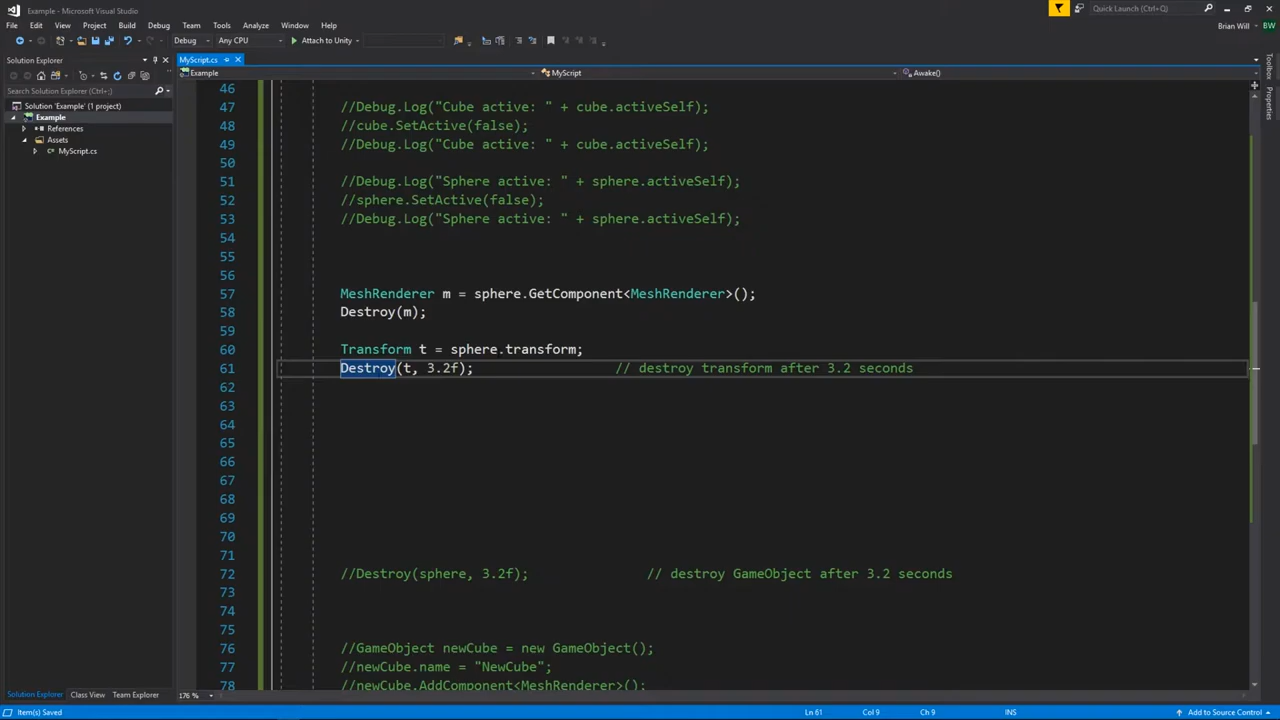 Example - Microsoft Visual Studio
Quick Launch (Ctrl+Q)
File Edit View Project Build Debug Team Tools Analyze Window Help
Brian Will BW
Debug Any CPU Attach to Unity
Solution Explorer
MyScript.cs
Toolbox
Example MyScript Awake()
Search Solution Explorer (Ctrl+;)
Properties
Solution 'Example' (1 project)
Example
References
Assets
MyScript.cs
46
47 //Debug.Log("Cube active: " + cube.activeSelf);
48 //cube.SetActive(false);
49 //Debug.Log("Cube active: " + cube.activeSelf);
50
51 //Debug.Log("Sphere active: " + sphere.activeSelf);
52 //sphere.SetActive(false);
53 //Debug.Log("Sphere active: " + sphere.activeSelf);
54
55
56
57 MeshRenderer m = sphere.GetComponent<MeshRenderer>();
58 Destroy(m);
59
60 Transform t = sphere.transform;
61 Destroy(t, 3.2f); // destroy transform after 3.2 seconds
62
63
64
65
66
67
68
69
70
71
72 //Destroy(sphere, 3.2f); // destroy GameObject after 3.2 seconds
73
74
75
76 //GameObject newCube = new GameObject();
77 //newCube.name = "NewCube";
78 //newCube.AddComponent<MeshRenderer>();
Solution Explorer Class View Team Explorer 176 %
Item(s) Saved Ln 61 Col 9 Ch 9 INS Add to Source Control